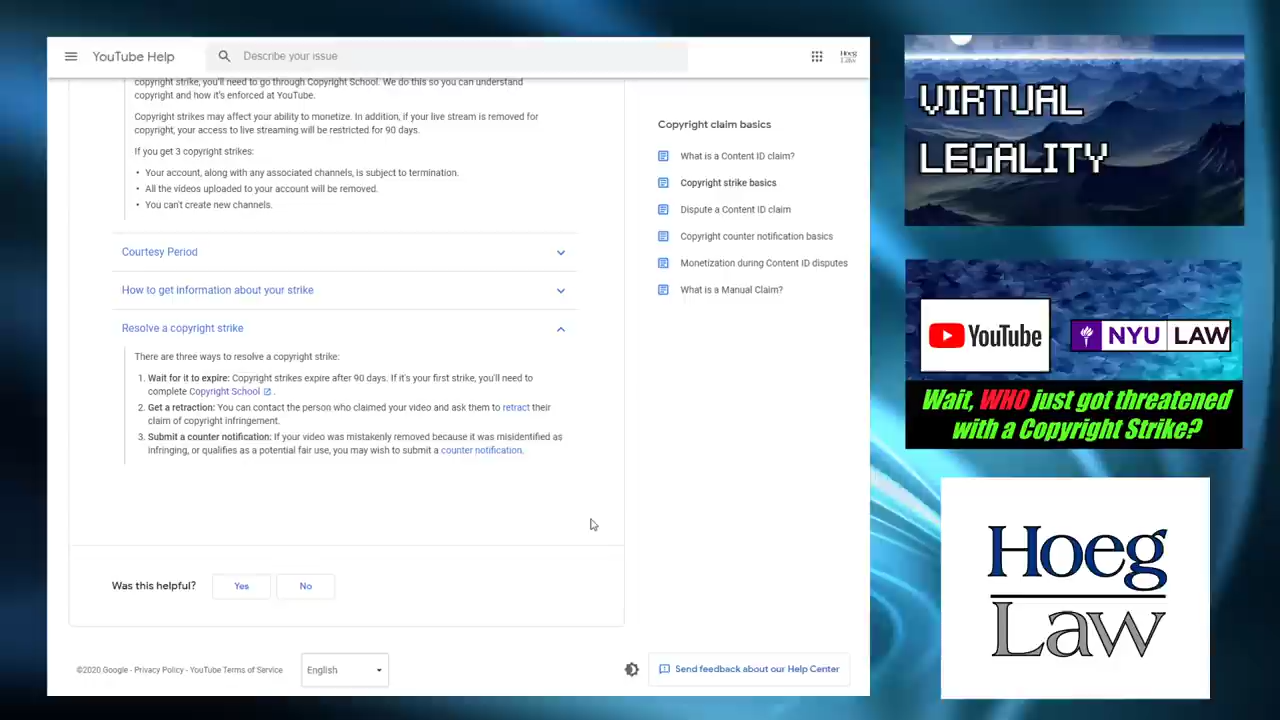 YouTube Help
Describe your issue
Hoeg
Law
copyright strike, you'll need to go through Copyright School. We do this so you can understand
copyright and how it's enforced at YouTube.
Copyright strikes may affect your ability to monetize. In addition, if your live stream is removed for
copyright, your access to live streaming will be restricted for 90 days.
If you get 3 copyright strikes:
• Your account, along with any associated channels, is subject to termination.
• All the videos uploaded to your account will be removed.
• You can't create new channels.
Courtesy Period
How to get information about your strike
Resolve a copyright strike
There are three ways to resolve a copyright strike:
1. Wait for it to expire: Copyright strikes expire after 90 days. If it's your first strike, you'll need to
complete Copyright School .
2. Get a retraction: You can contact the person who claimed your video and ask them to retract their
claim of copyright infringement.
3. Submit a counter notification: If your video was mistakenly removed because it was misidentified as
infringing, or qualifies as a potential fair use, you may wish to submit a counter notification.
Was this helpful?
Yes
No
©2020 Google - Privacy Policy - YouTube Terms of Service
English
Send feedback about our Help Center
Copyright claim basics
What is a Content ID claim?
Copyright strike basics
Dispute a Content ID claim
Copyright counter notification basics
Monetization during Content ID disputes
What is a Manual Claim?
VIRTUAL
LEGALITY
YouTube
NYU LAW
Wait, WHO just got threatened
with a Copyright Strike?
Hoeg
Law